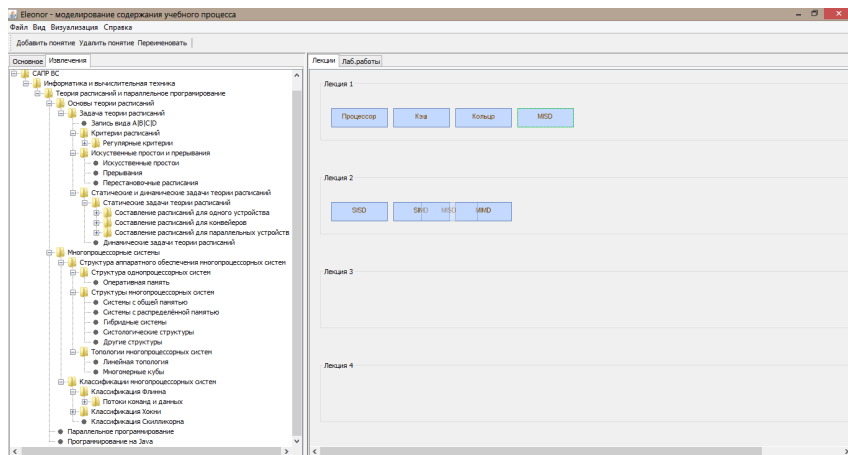 Eleonor - моделирование содержания учебного процесса
Файл Вид Визуализация Справка
Добавить понятие Удалить понятие Переименовать
Основное Извлечения
САПР ВС
Информатика и вычислительная техника
Теория расписаний и параллельное програмирование
Основы теории расписаний
Задача теории расписаний
Запись вида A|B|C|D
Критерии расписаний
Регулярные критерии
Искуственные простои и прерывания
Искусственные простои
Прерывания
Перестановочные расписания
Статические и динамические задачи теории расписаний
Статические задачи теории расписаний
Составление расписаний для одного устройства
Составление расписаний для конвейеров
Составление расписаний для параллельных устройств
Динамические задачи теории расписаний
Многопроцессорные системы
Структура аппаратного обеспечения многопроцессорных систем
Структура однопроцессорных систем
Оперативная память
Структуры многопроцессорных систем
Системы с общей памятью
Системы с распределённой памятью
Гибридные системы
Систологические структуры
Другие структуры
Топологии многопроцессорных систем
Линейная топология
Многомерные кубы
Классификации многопроцессорных систем
Классификация Флинна
Потоки команд и данных
Классификация Хокни
Классификация Скилликорна
Параллельное программирование
Программирование на Java
Лекции Лаб.работы
Лекция 1
Процессор Кэш Кольцо MISD
Лекция 2
SISD SIMD MISD MIMD
Лекция 3
Лекция 4